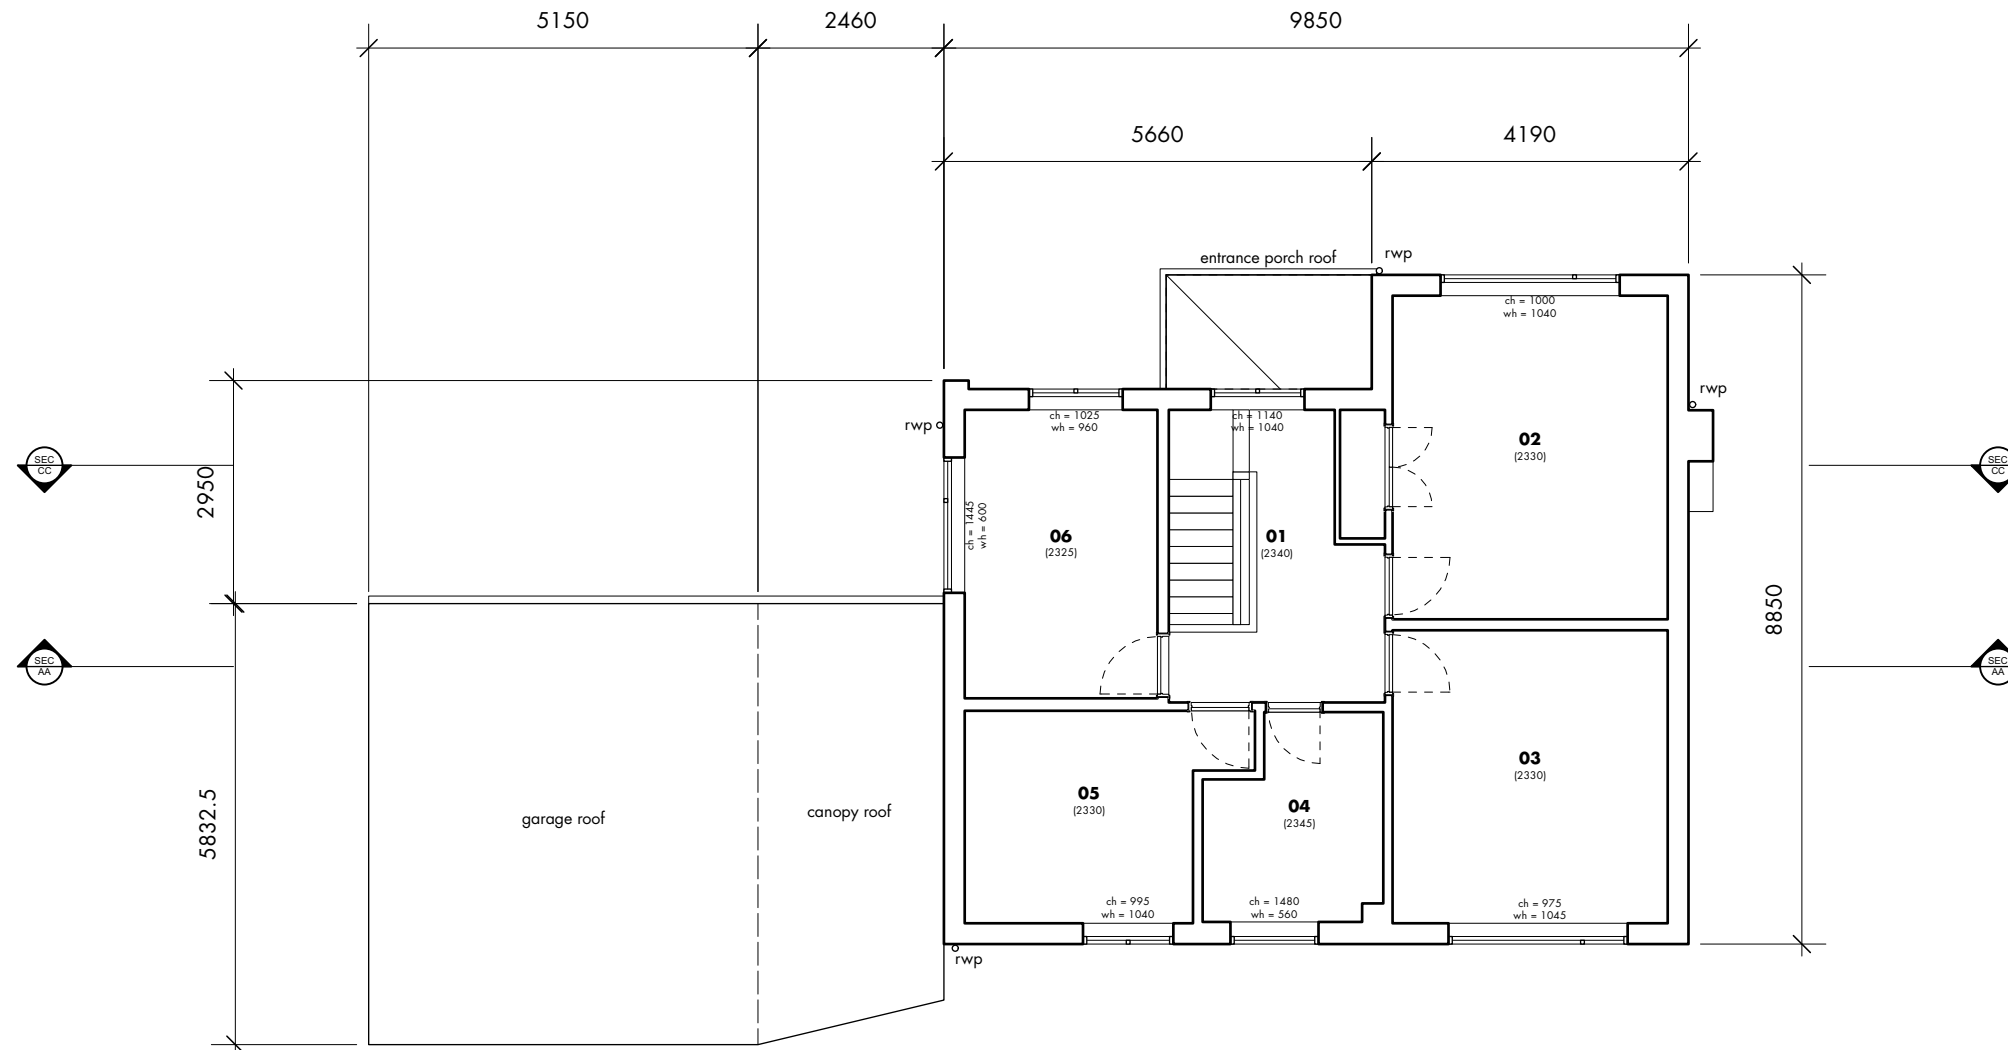 5150
2460
9850
5660
4190
entrance porch roof
rwp
ch = 1000
wh = 1040
rwp
ch = 1025
wh = 960
ch = 1140
wh = 1040
rwp
02
(2330)
SEC
CC
SEC
CC
2950
ch = 1445
wh = 600
06
(2325)
01
(2340)
8850
SEC
AA
SEC
AA
03
(2330)
05
(2330)
04
(2345)
5832.5
garage roof
canopy roof
ch = 995
wh = 1040
ch = 1480
wh = 560
ch = 975
wh = 1045
rwp